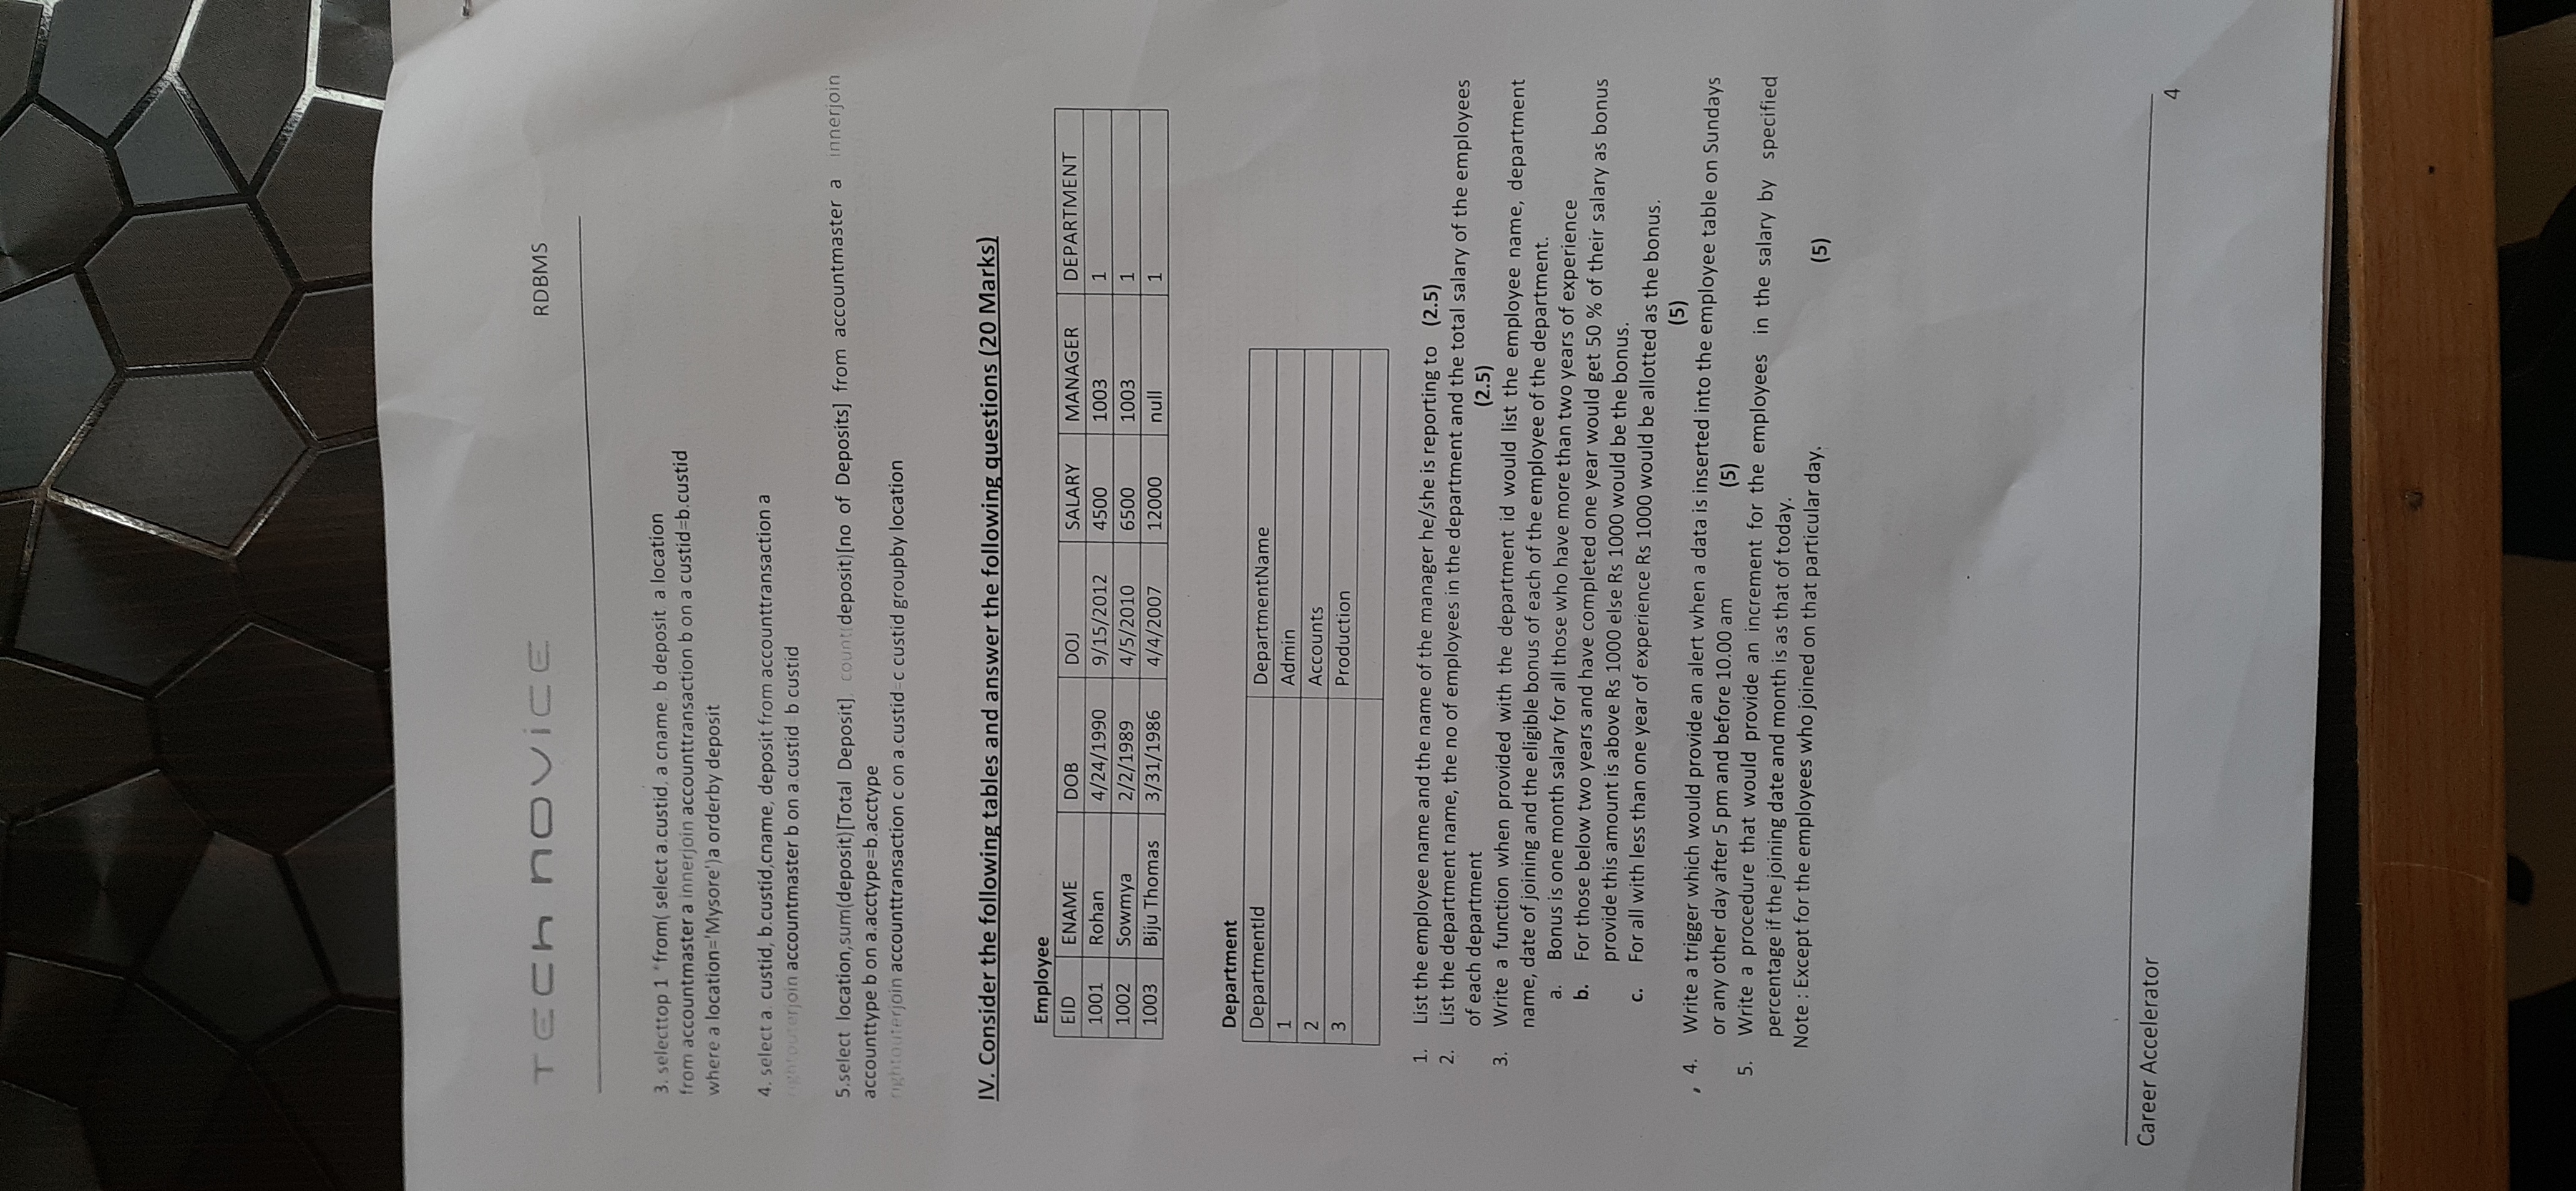 TECH NOVICE RDBMS
3. selecttop 1 *from( select a.custid, a cname, b deposit, a location
from accountmaster a innerjoin accounttransaction b on a custid=b.custid
where a location='Mysore')a orderby deposit
4. select a. custid, b.custid,cname, deposit from accounttransaction a
rightouterjoin accountmaster b on a.custid b custid
5.select location,sum(deposit)[Total Deposit], count(deposit)[no of Deposits] from accountmaster a innerjoin
accounttype b on a.acctype=b.acctype
rightouterjoin accounttransaction c on a.custid=c custid groupby location
IV. Consider the following tables and answer the following questions (20 Marks)
Employee
EID ENAME DOB DOJ SALARY MANAGER DEPARTMENT
1001 Rohan 4/24/1990 9/15/2012 4500 1003 1
1002 Sowmya 2/2/1989 4/5/2010 6500 1003 1
1003 Biju Thomas 3/31/1986 4/4/2007 12000 null 1
Department
DepartmentId DepartmentName
1 Admin
2 Accounts
3 Production
1. List the employee name and the name of the manager he/she is reporting to (2.5)
2. List the department name, the no of employees in the department and the total salary of the employees
of each department (2.5)
3. Write a function when provided with the department id would list the employee name, department
name, date of joining and the eligible bonus of each of the employee of the department.
a. Bonus is one month salary for all those who have more than two years of experience
b. For those below two years and have completed one year would get 50 % of their salary as bonus
provide this amount is above Rs 1000 else Rs 1000 would be the bonus.
c. For all with less than one year of experience Rs 1000 would be allotted as the bonus.
(5)
4. Write a trigger which would provide an alert when a data is inserted into the employee table on Sundays
or any other day after 5 pm and before 10.00 am (5)
5. Write a procedure that would provide an increment for the employees in the salary by specified
percentage if the joining date and month is as that of today.
Note : Except for the employees who joined on that particular day. (5)
Career Accelerator
4